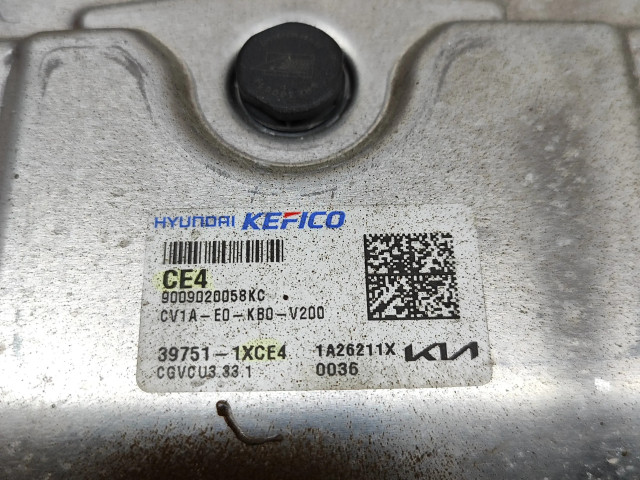 HYUNDAI KEFICO
CE4
9009020058KC
CV1A-E0-KB0-V200
39751-1XCE4 1A26211X KIA
CGVCU3.33.1 0036